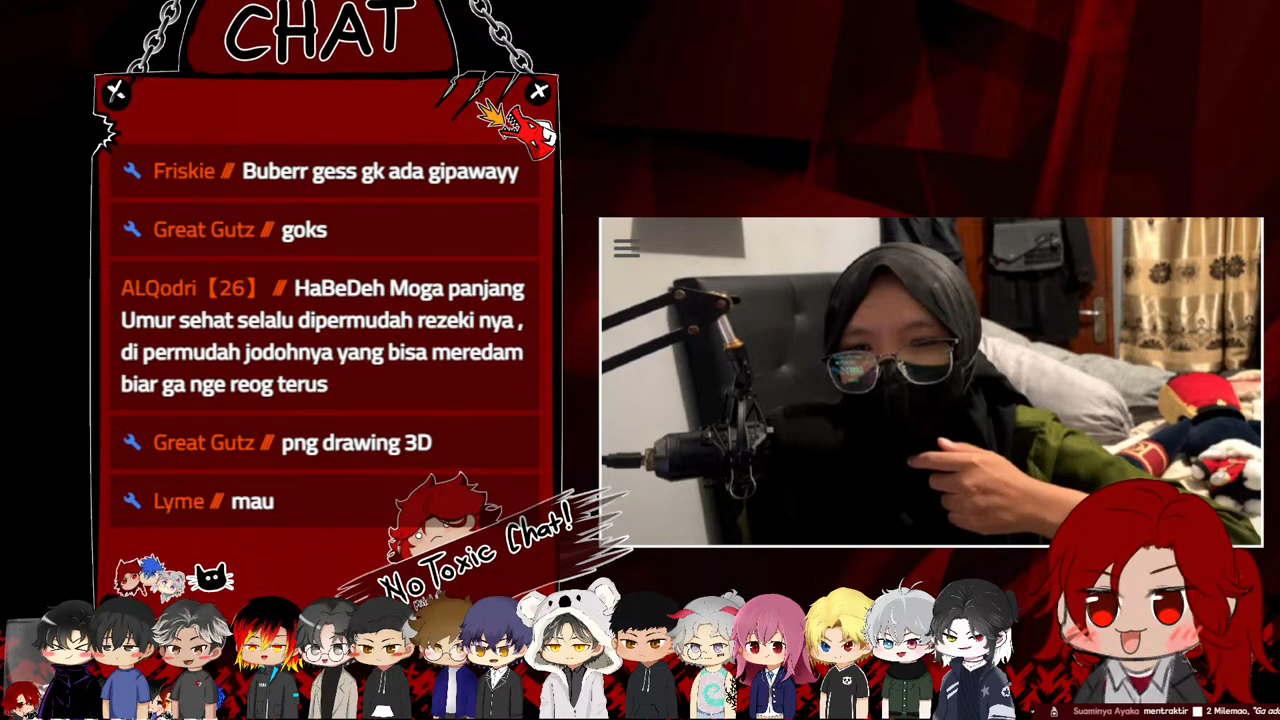 CHAT
Friskie /// Buberr gess gk ada gipawayy
Great Gutz /// goks
ALQodri【26】 /// HaBeDeh Moga panjang
Umur sehat selalu dipermudah rezeki nya ,
di permudah jodohnya yang bisa meredam
biar ga nge reog terus
Great Gutz /// png drawing 3D
Lyme /// mau
No Toxic Chat!
Suaminya Ayaka mentraktir 2 Milemao, "Ga ada